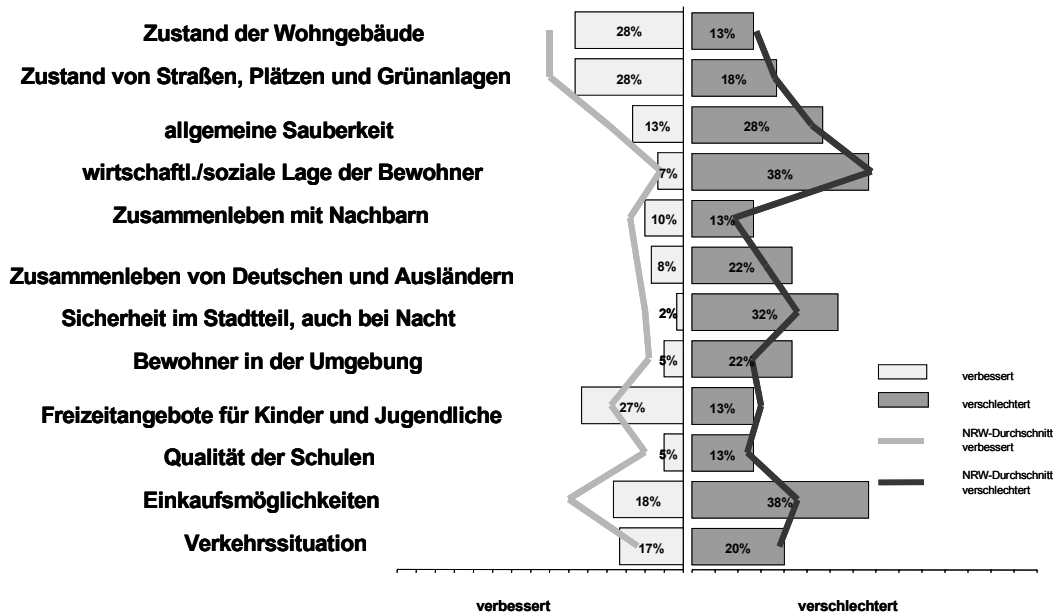 Zustand der Wohngebäude 28% 13%
Zustand von Straßen, Plätzen und Grünanlagen 28% 18%
allgemeine Sauberkeit 13% 28%
wirtschaftl./soziale Lage der Bewohner 7% 38%
Zusammenleben mit Nachbarn 10% 13%
Zusammenleben von Deutschen und Ausländern 8% 22%
Sicherheit im Stadtteil, auch bei Nacht 2% 32%
Bewohner in der Umgebung 5% 22%
Freizeitangebote für Kinder und Jugendliche 27% 13%
Qualität der Schulen 5% 13%
Einkaufsmöglichkeiten 18% 38%
Verkehrssituation 17% 20%
verbessert
verschlechtert
NRW-Durchschnitt
verbessert
NRW-Durchschnitt
verschlechtert
verbessert verschlechtert